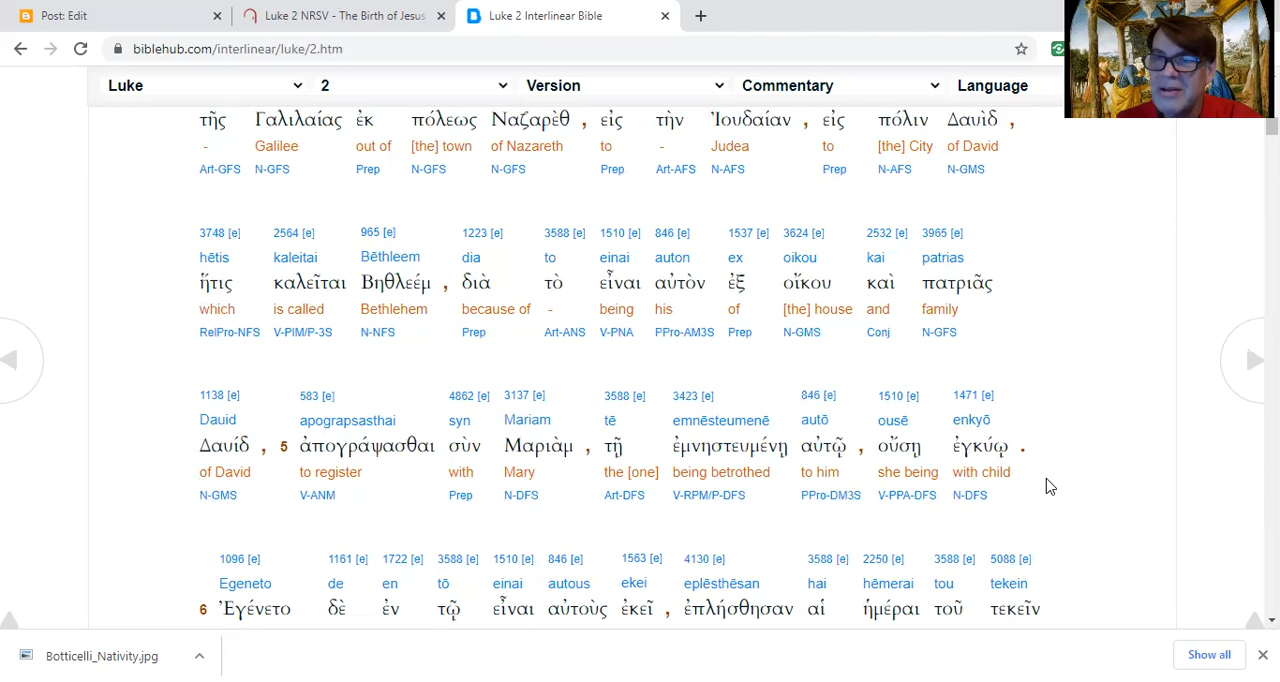 Post: Edit
Luke 2 NRSV - The Birth of Jesus
Luke 2 Interlinear Bible
biblehub.com/interlinear/luke/2.htm
Luke 2 Version Commentary Language
τῆς Γαλιλαίας ἐκ πόλεως Ναζαρὲθ , εἰς τὴν Ἰουδαίαν , εἰς πόλιν Δαυὶδ ,
- Galilee out of [the] town of Nazareth to - Judea to [the] City of David
Art-GFS N-GFS Prep N-GFS N-GFS Prep Art-AFS N-AFS Prep N-AFS N-GMS
3748 [e] 2564 [e] 965 [e] 1223 [e] 3588 [e] 1510 [e] 846 [e] 1537 [e] 3624 [e] 2532 [e] 3965 [e]
hētis kaleitai Bēthleem dia to einai auton ex oikou kai patrias
ἥτις καλεῖται Βηθλεέμ , διὰ τὸ εἶναι αὐτὸν ἐξ οἴκου καὶ πατριᾶς
which is called Bethlehem because of - being his of [the] house and family
RelPro-NFS V-PIM/P-3S N-NFS Prep Art-ANS V-PNA PPro-AM3S Prep N-GMS Conj N-GFS
1138 [e] 583 [e] 4862 [e] 3137 [e] 3588 [e] 3423 [e] 846 [e] 1510 [e] 1471 [e]
Dauid apograpsasthai syn Mariam tē emnēsteumenē autō ousē enkyō
Δαυίδ , 5 ἀπογράψασθαι σὺν Μαριὰμ , τῇ ἐμνηστευμένῃ αὐτῷ , οὔσῃ ἐγκύῳ .
of David to register with Mary the [one] being betrothed to him she being with child
N-GMS V-ANM Prep N-DFS Art-DFS V-RPM/P-DFS PPro-DM3S V-PPA-DFS N-DFS
1096 [e] 1161 [e] 1722 [e] 3588 [e] 1510 [e] 846 [e] 1563 [e] 4130 [e] 3588 [e] 2250 [e] 3588 [e] 5088 [e]
Egeneto de en tō einai autous ekei eplēsthēsan hai hēmerai tou tekein
6 Ἐγένετο δὲ ἐν τῷ εἶναι αὐτοὺς ἐκεῖ , ἐπλήσθησαν αἱ ἡμέραι τοῦ τεκεῖν
Botticelli_Nativity.jpg
Show all